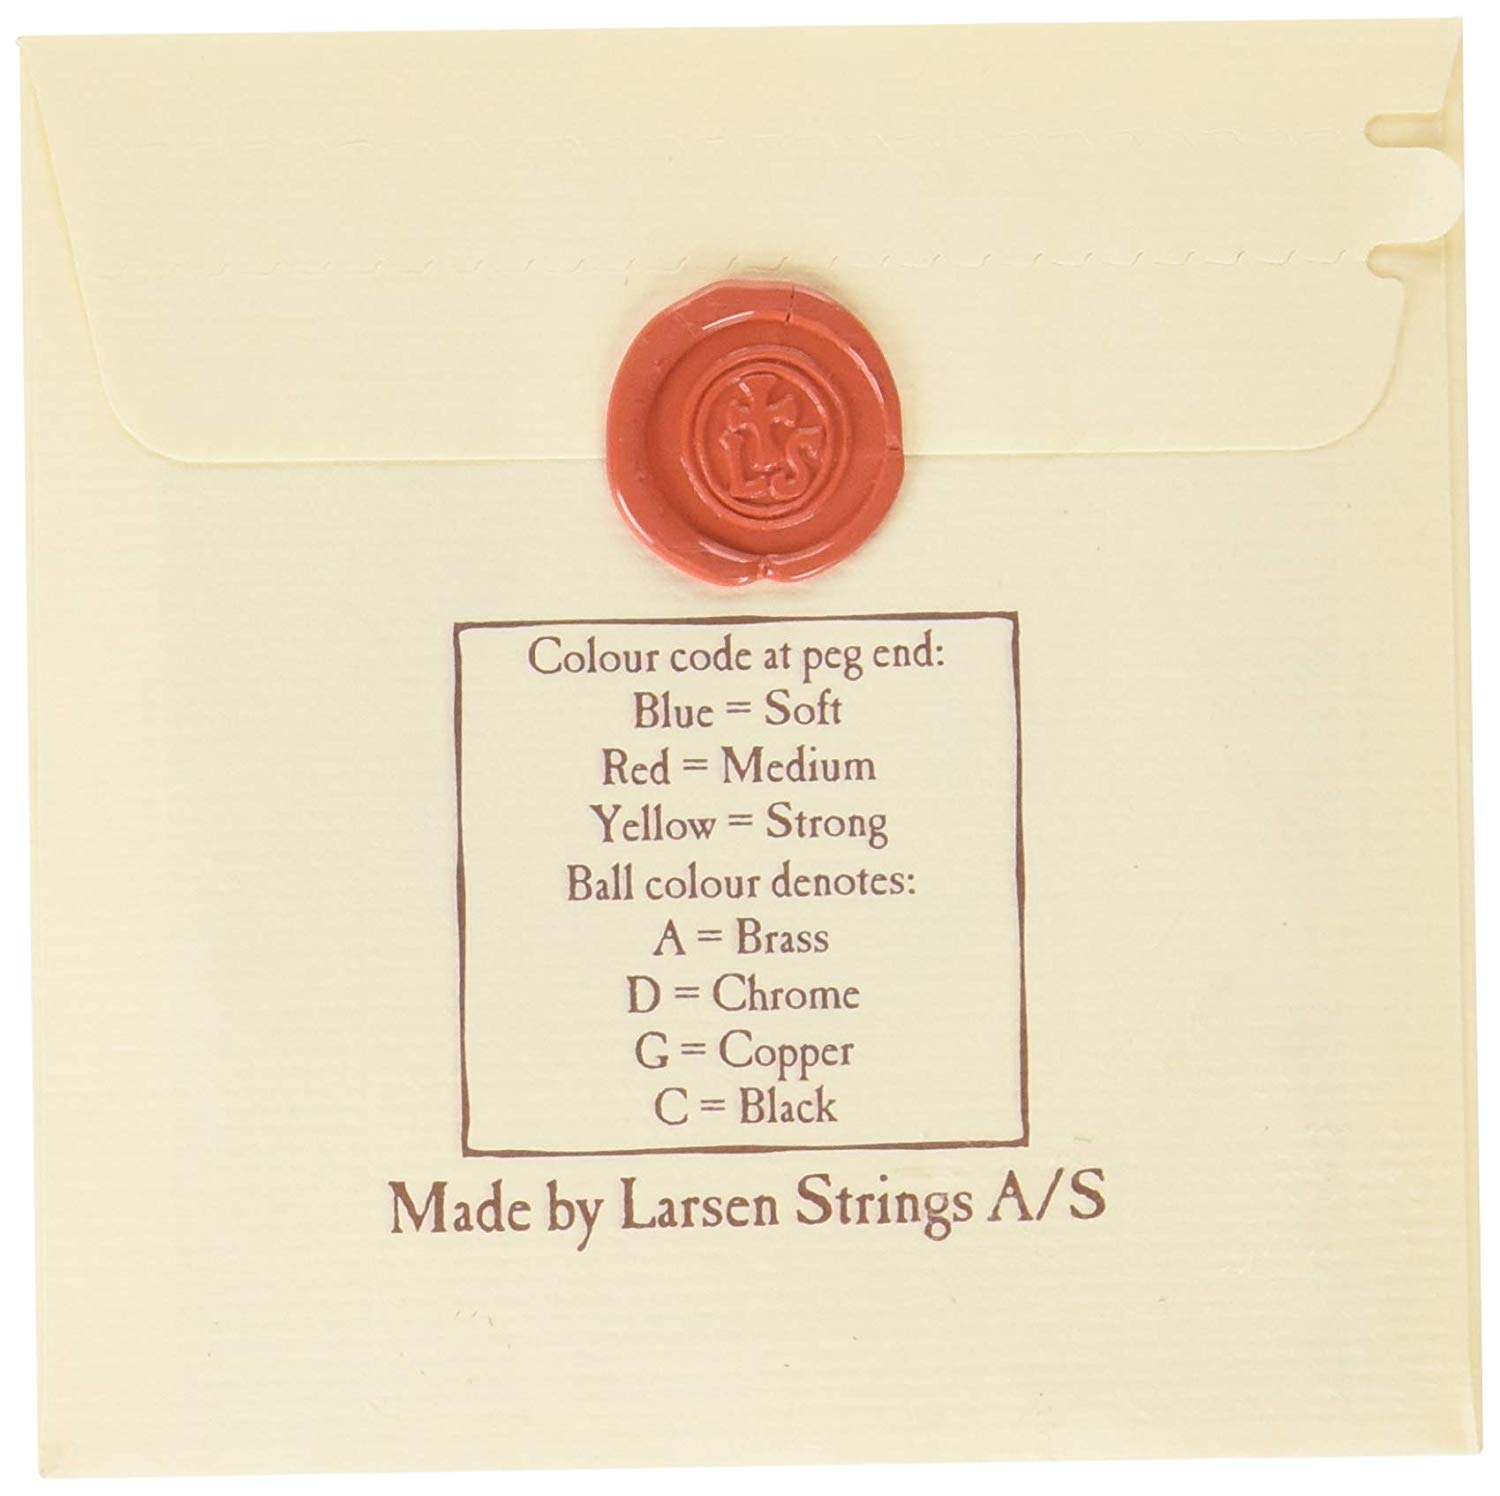 LS
Colour code at peg end:
Blue = Soft
Red = Medium
Yellow = Strong
Ball colour denotes:
A = Brass
D = Chrome
G = Copper
C = Black
Made by Larsen Strings A/S